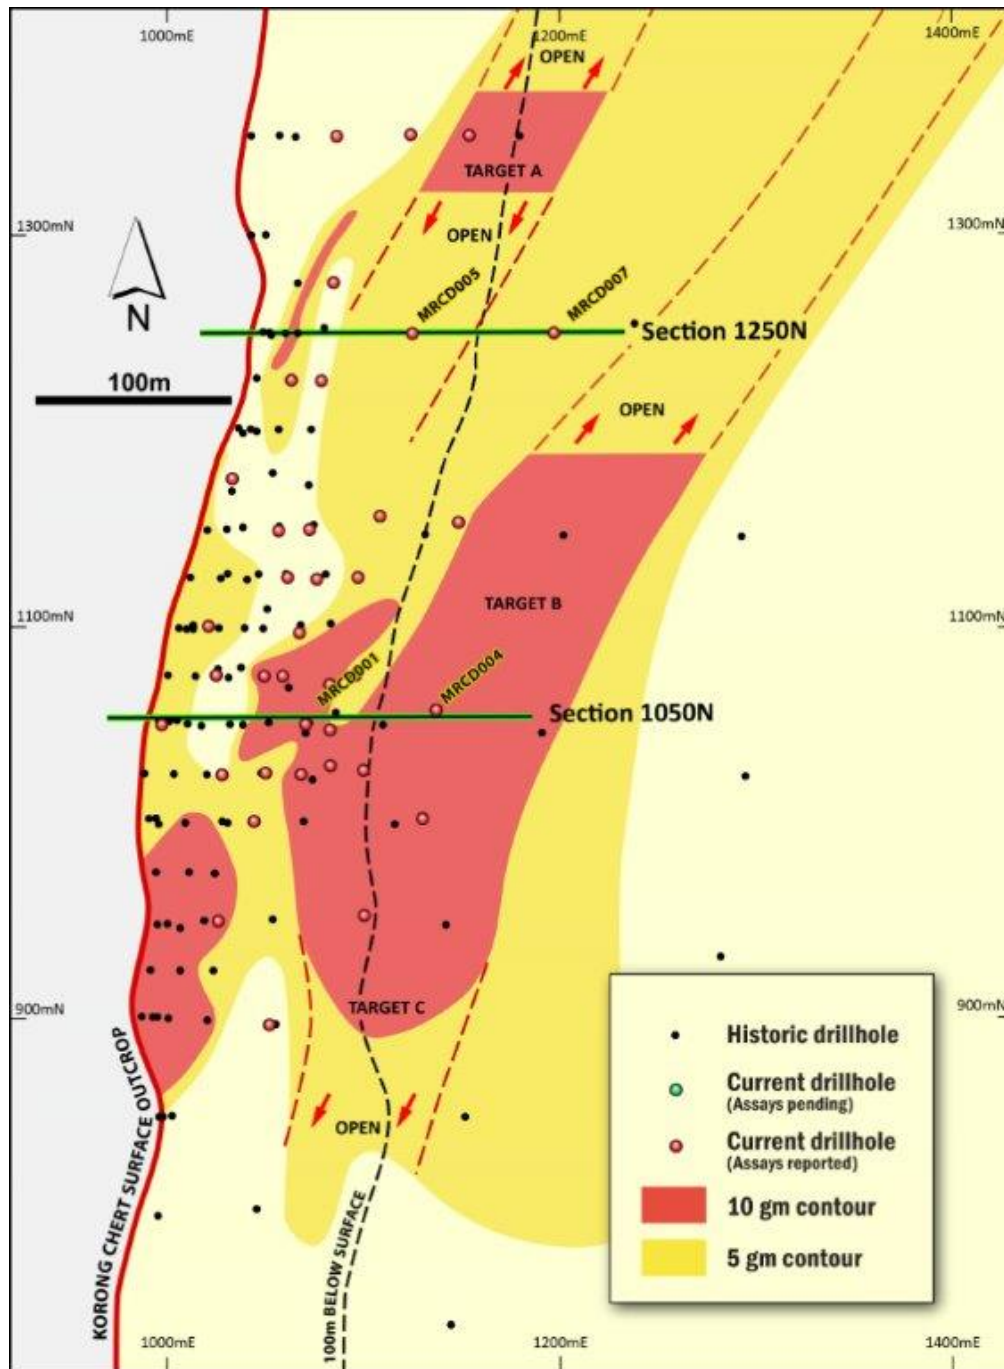 1000mE
1200mE
1400mE
OPEN
TARGET A
1300mN
OPEN
1300mN
MRCD005
MRCD007
N
Section 1250N
100m
OPEN
TARGET B
1100mN
1100mN
MRCD001
MRCD004
Section 1050N
TARGET C
900mN
900mN
OPEN
KORONG CHERT SURFACE OUTCROP
100m BELOW SURFACE
Historic drillhole
Current drillhole
(Assays pending)
Current drillhole
(Assays reported)
10 gm contour
5 gm contour
1000mE
1200mE
1400mE